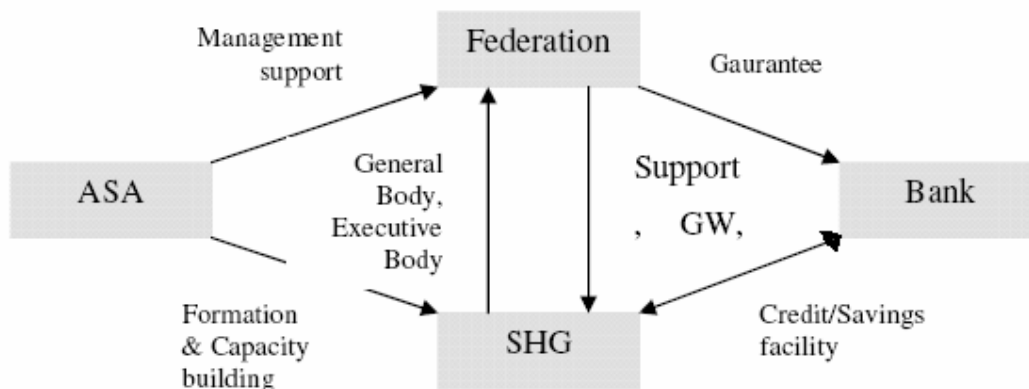 Management
support
Federation
Gaurantee
ASA
General
Body,
Executive
Body
Support
, GW,
Bank
Formation
& Capacity
building
SHG
Credit/Savings
facility